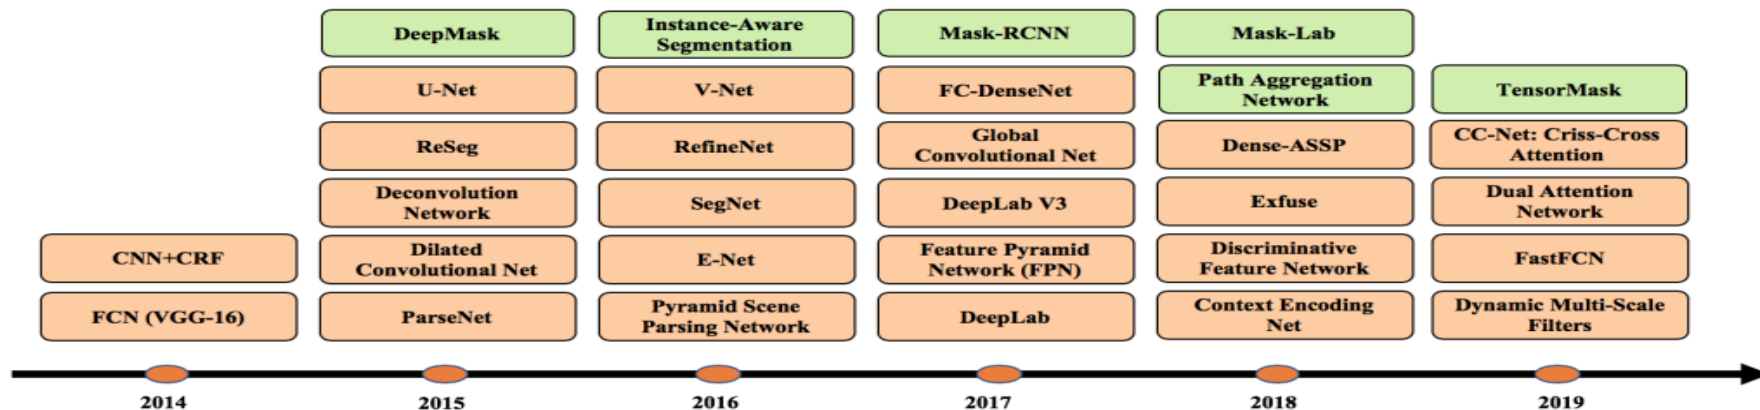 DeepMask
Instance-Aware
Segmentation
Mask-RCNN
Mask-Lab
U-Net
V-Net
FC-DenseNet
Path Aggregation
Network
TensorMask
ReSeg
RefineNet
Global
Convolutional Net
Dense-ASSP
CC-Net: Criss-Cross
Attention
Deconvolution
Network
SegNet
DeepLab V3
Exfuse
Dual Attention
Network
CNN+CRF
Dilated
Convolutional Net
E-Net
Feature Pyramid
Network (FPN)
Discriminative
Feature Network
FastFCN
FCN (VGG-16)
ParseNet
Pyramid Scene
Parsing Network
DeepLab
Context Encoding
Net
Dynamic Multi-Scale
Filters
2014
2015
2016
2017
2018
2019